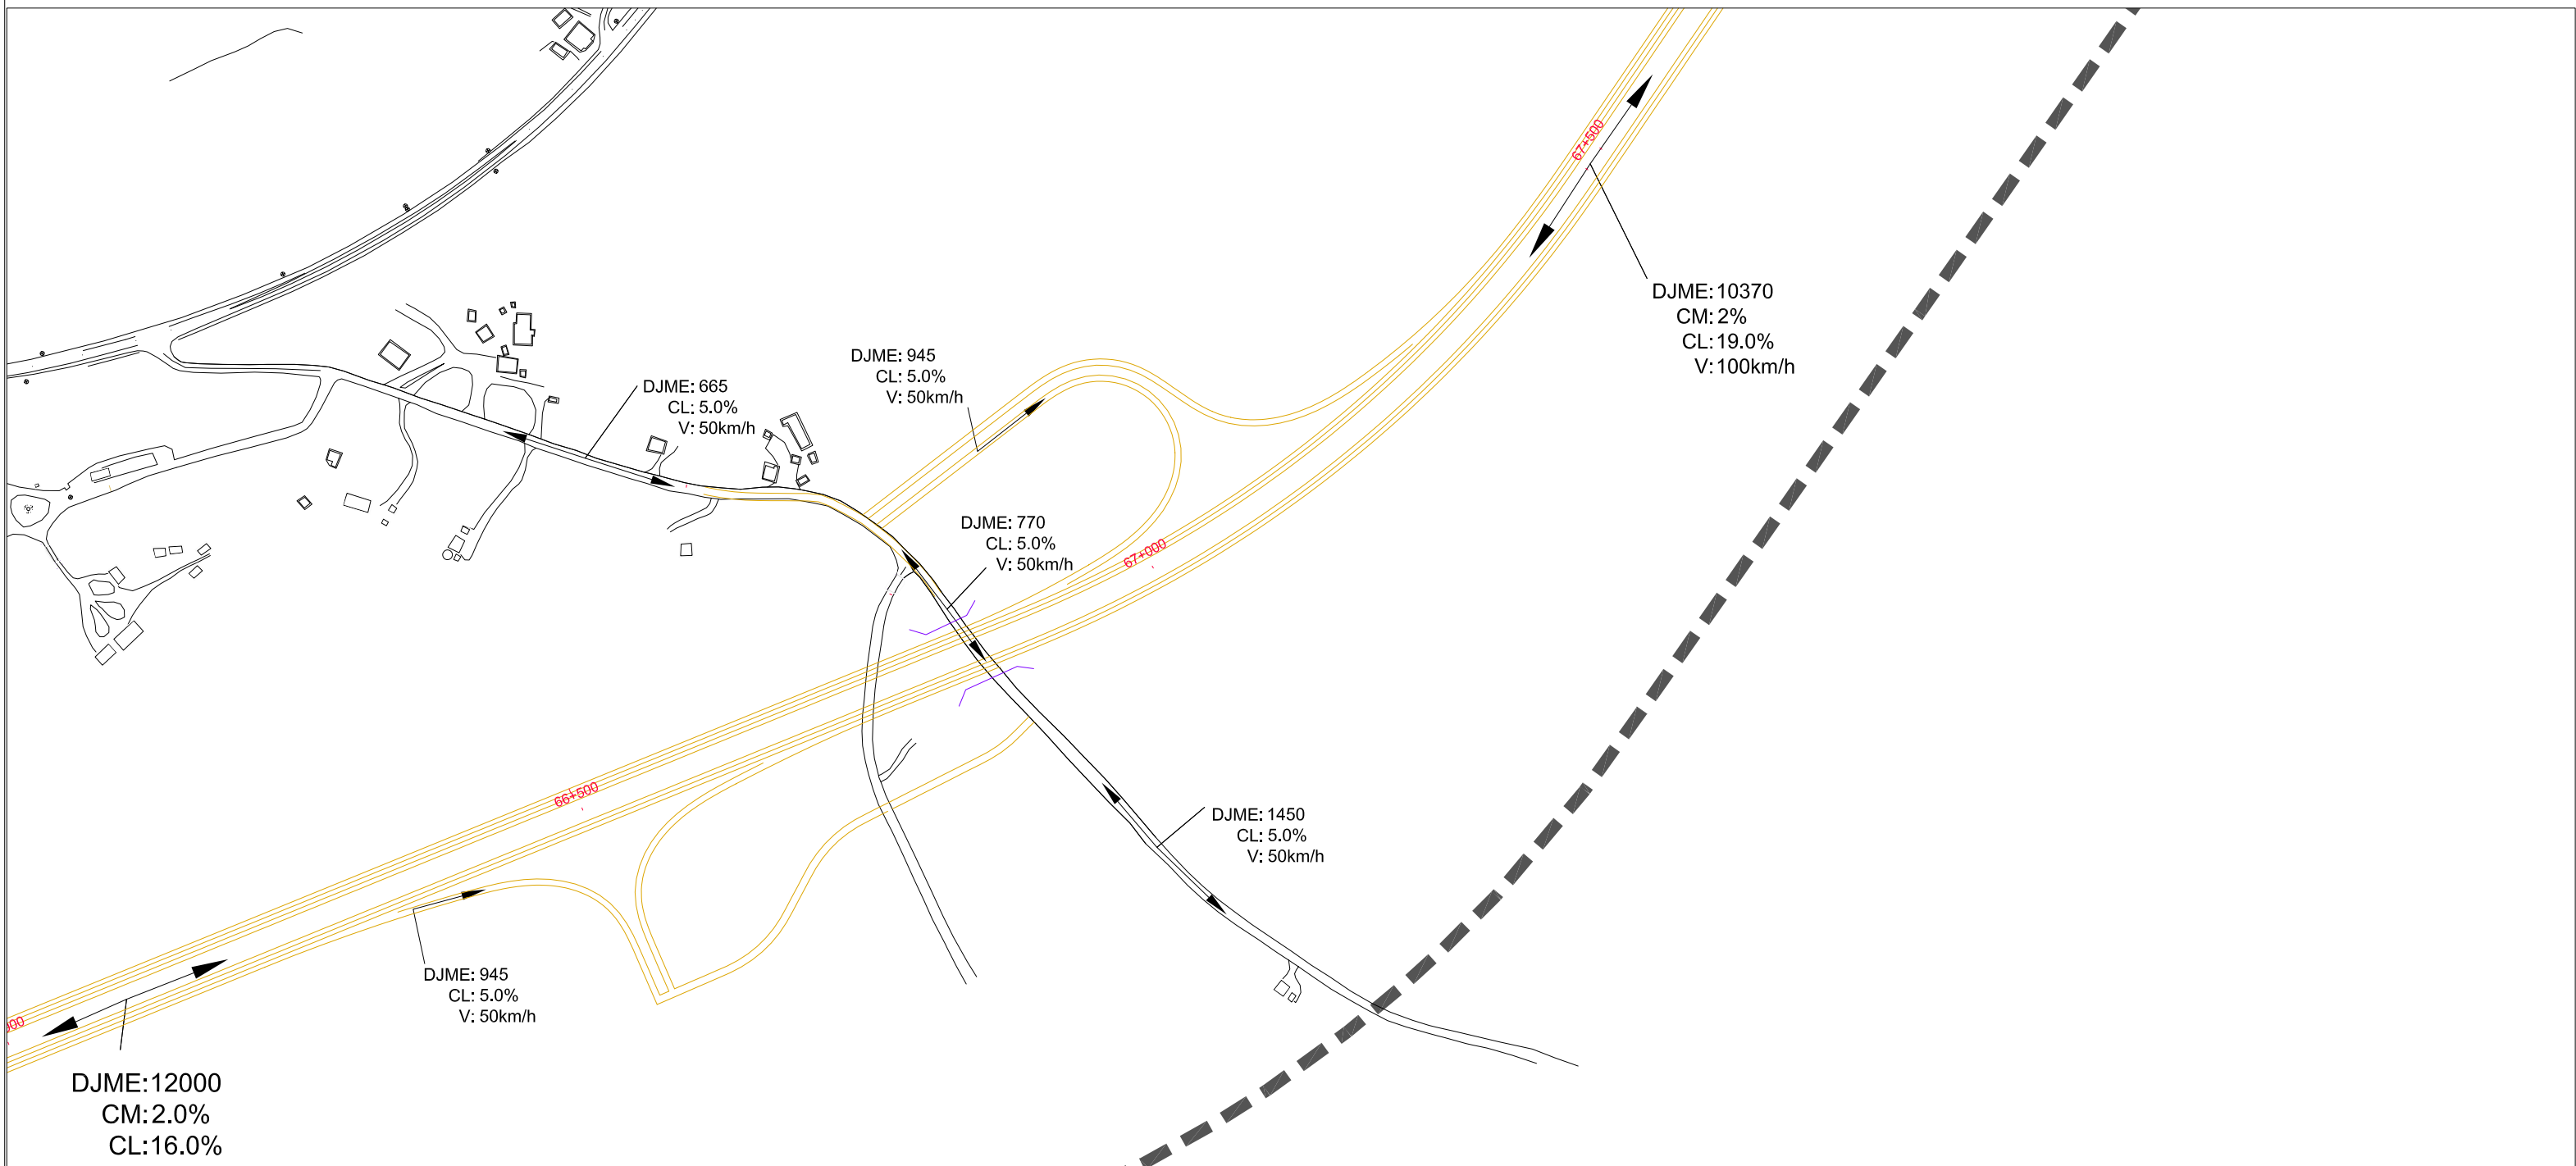 67+500
DJME: 10370
CM: 2%
CL: 19.0%
V: 100km/h
DJME: 945
CL: 5.0%
V: 50km/h
DJME: 665
CL: 5.0%
V: 50km/h
DJME: 770
CL: 5.0%
V: 50km/h
67+000
66+500
DJME: 1450
CL: 5.0%
V: 50km/h
DJME: 945
CL: 5.0%
V: 50km/h
DJME: 12000
CM: 2.0%
CL: 16.0%